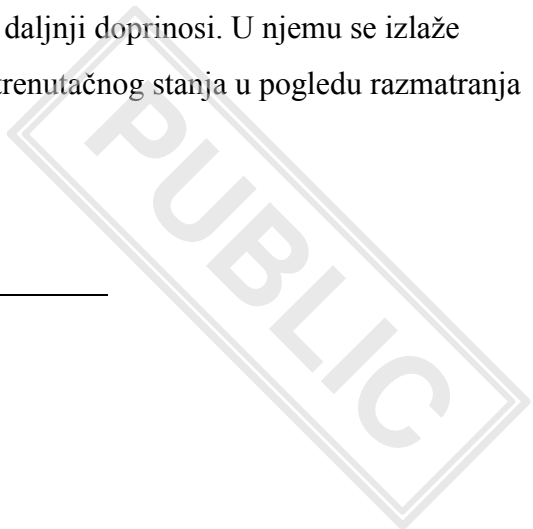 daljnji doprinosi. U njemu se izlaže
trenutačnog stanja u pogledu razmatranja
PUBLIC